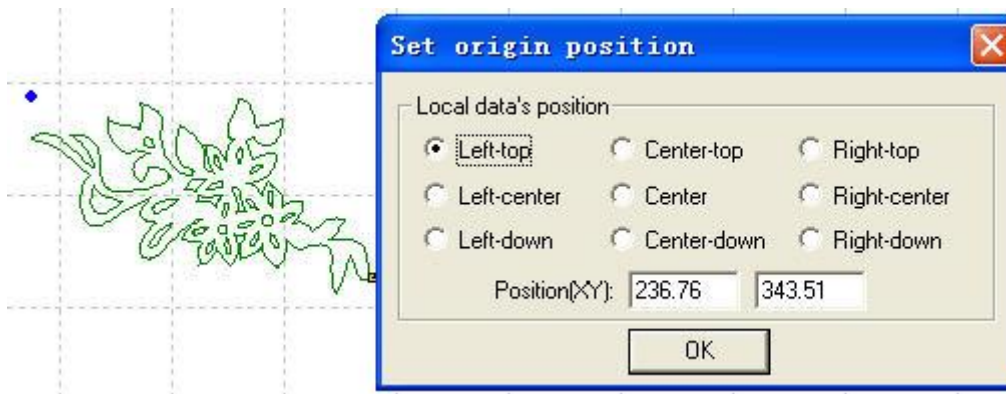 Set origin position
Local data's position
Left-top Center-top Right-top
Left-center Center Right-center
Left-down Center-down Right-down
Position(XY): 236.76 343.51
OK